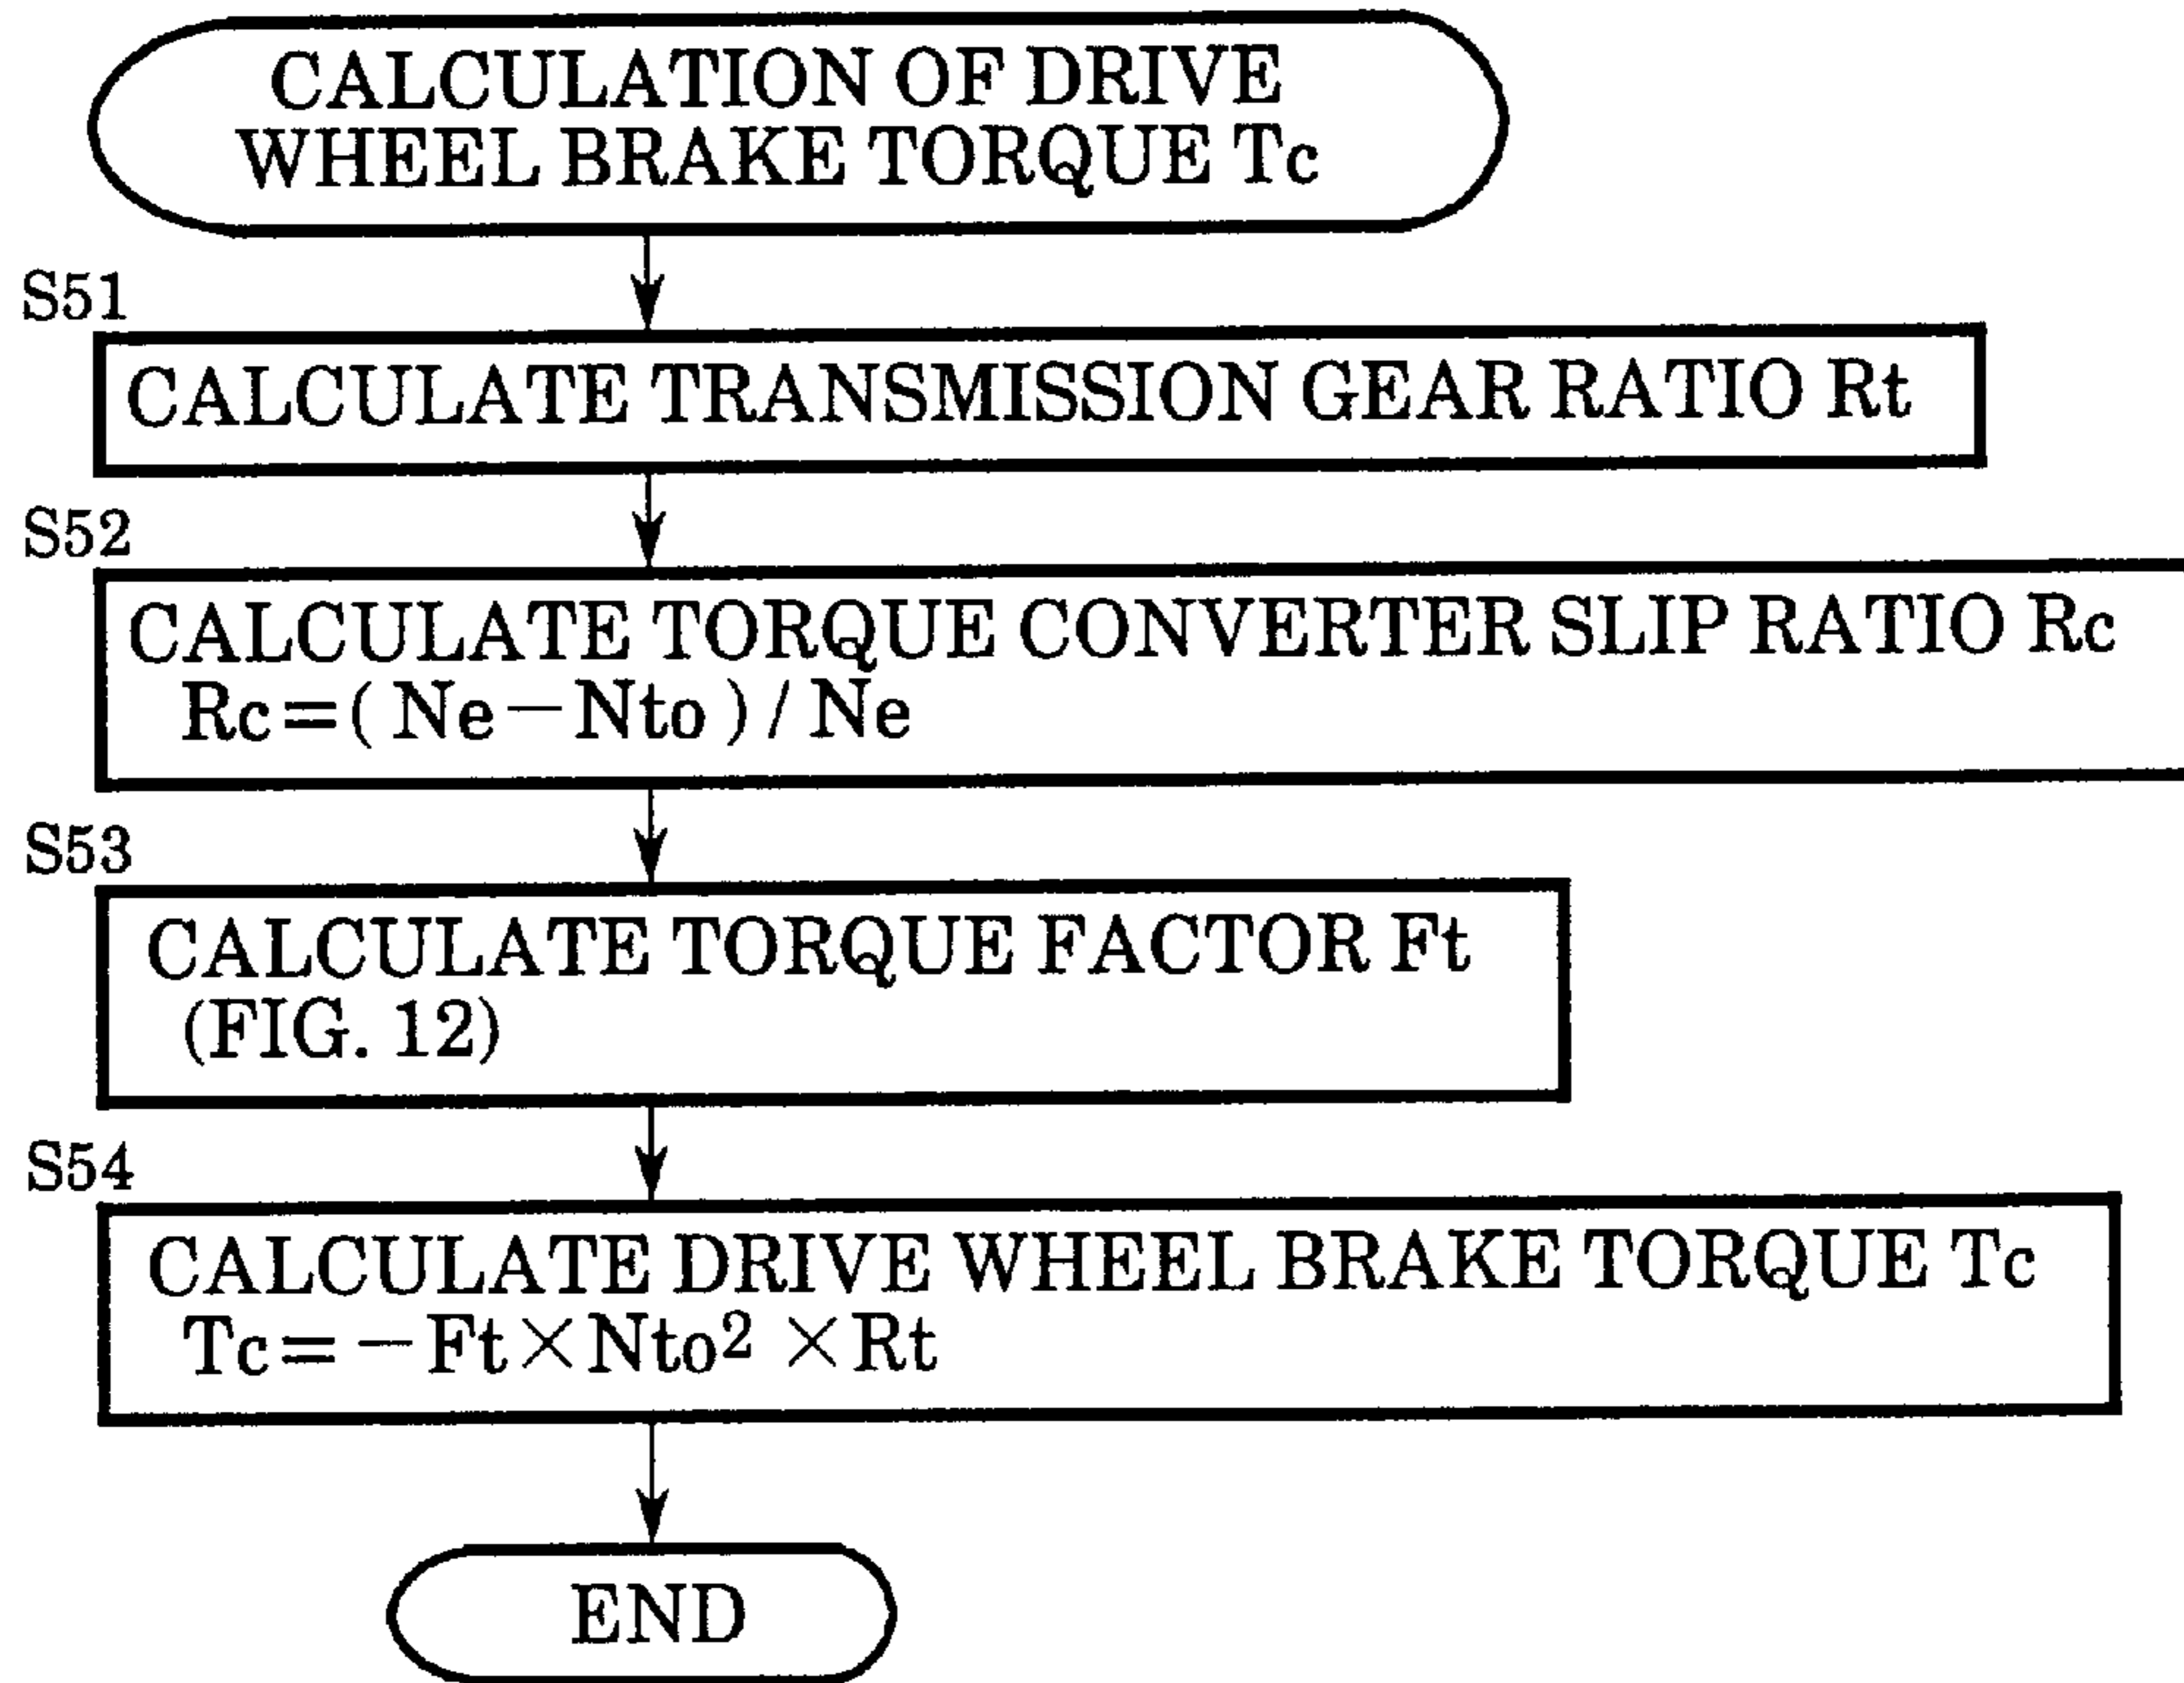 CALCULATION OF DRIVE
WHEEL BRAKE TORQUE Tc
S51
CALCULATE TRANSMISSION GEAR RATIO Rt
S52
CALCULATE TORQUE CONVERTER SLIP RATIO Rc
Rc=(Ne−Nto)/Ne
S53
CALCULATE TORQUE FACTOR Ft
(FIG. 12)
S54
CALCULATE DRIVE WHEEL BRAKE TORQUE Tc
Tc=−Ft×Nto² ×Rt
END